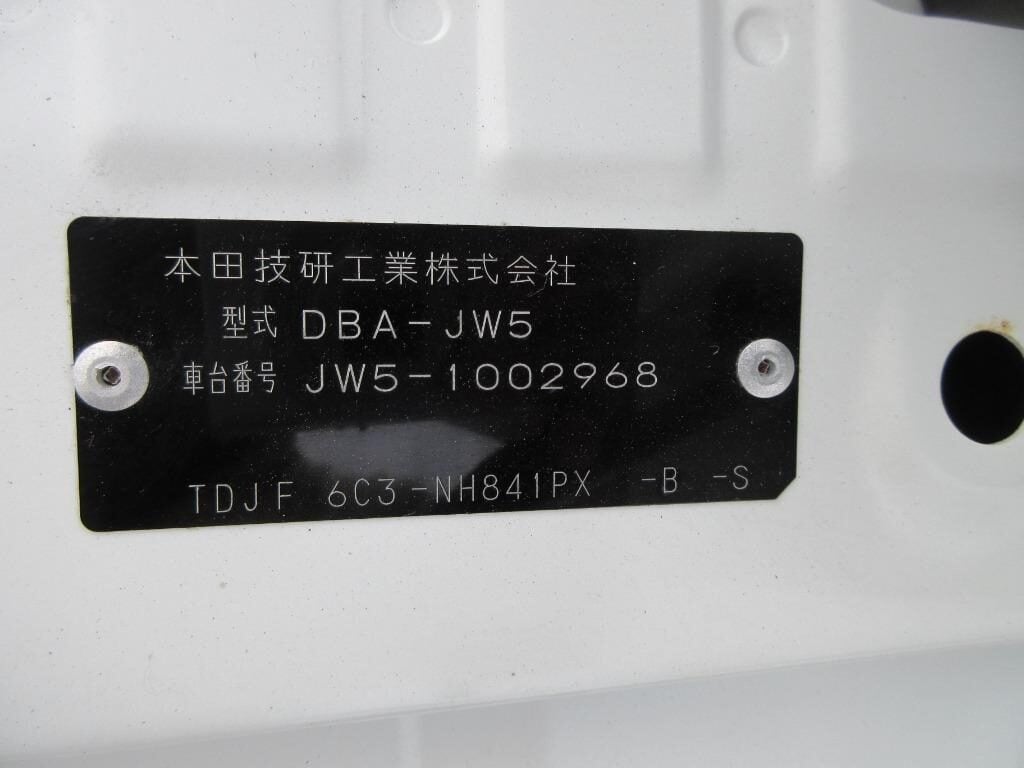 本田技研工業株式会社
型式 DBA-JW5
車台番号 JW5-1002968
TDJF 6C3-NH841PX -B -S